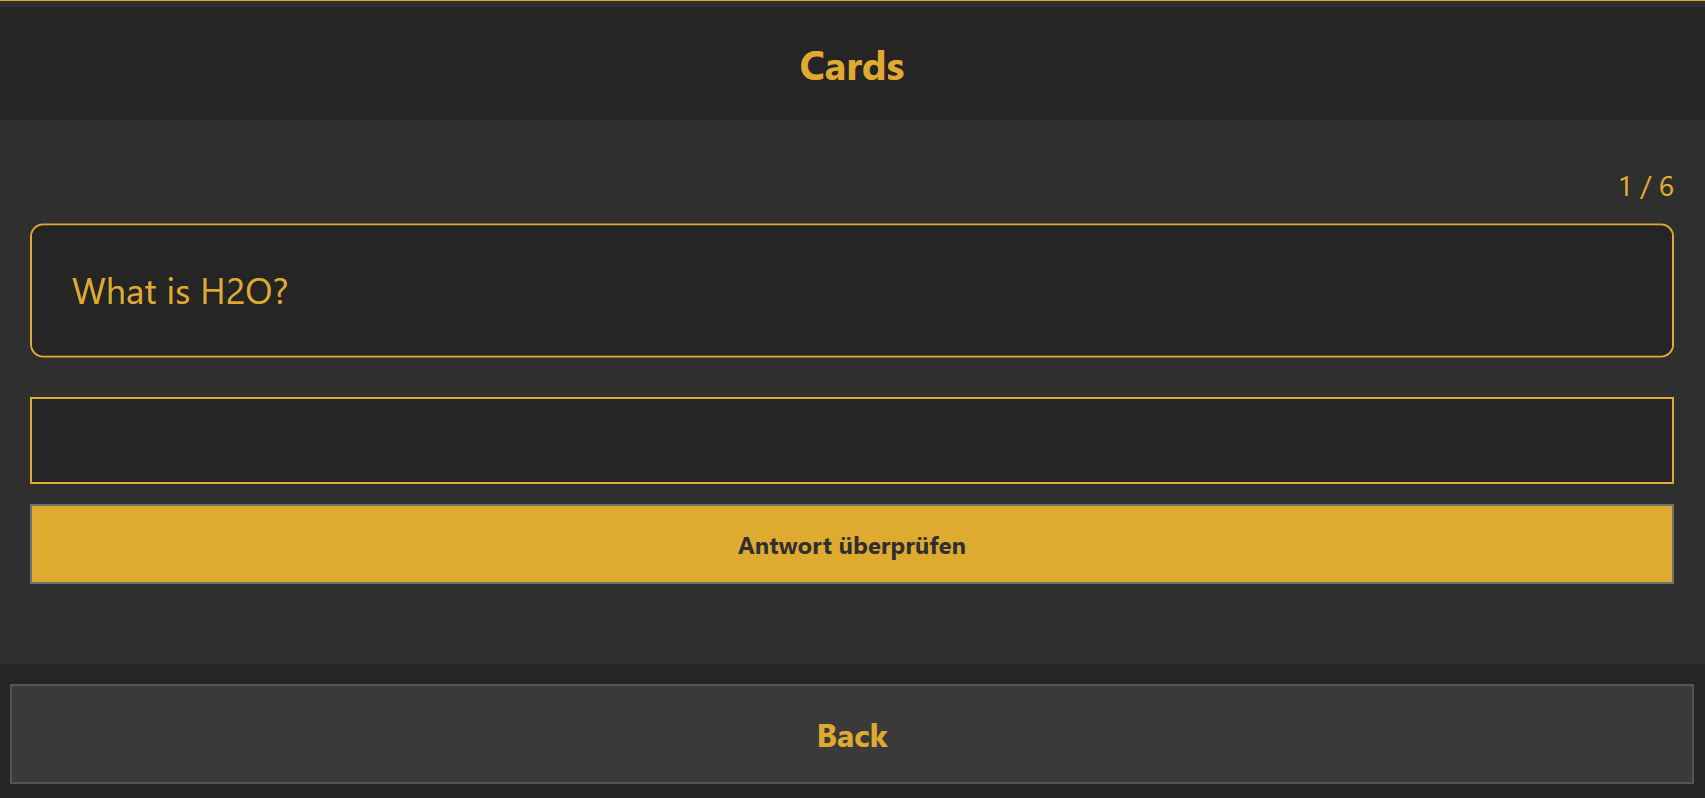 Cards
1 / 6
What is H2O?
Antwort überprüfen
Back